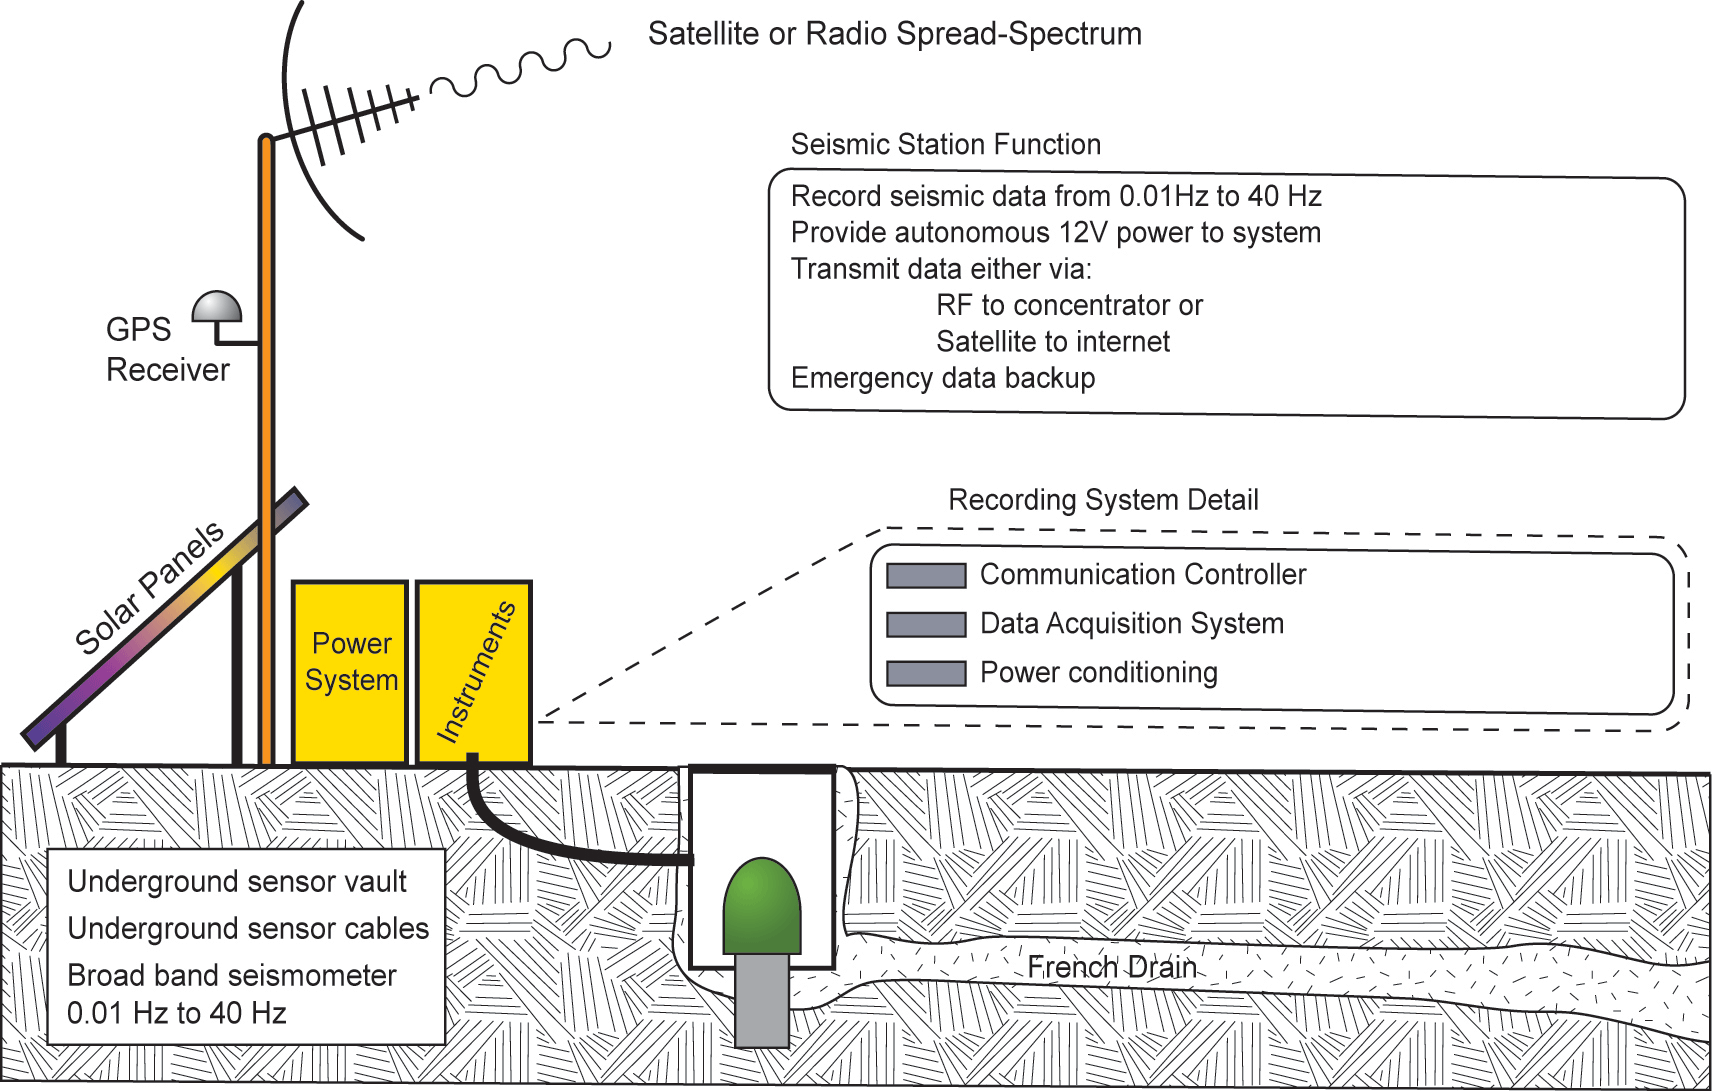 Satellite or Radio Spread-Spectrum
Seismic Station Function
Record seismic data from 0.01Hz to 40 Hz
Provide autonomous 12V power to system
Transmit data either via:
RF to concentrator or
Satellite to internet
Emergency data backup
GPS
Receiver
Recording System Detail
Communication Controller
Data Acquisition System
Power conditioning
Solar Panels
Power
System
Instruments
Underground sensor vault
Underground sensor cables
Broad band seismometer
0.01 Hz to 40 Hz
French Drain